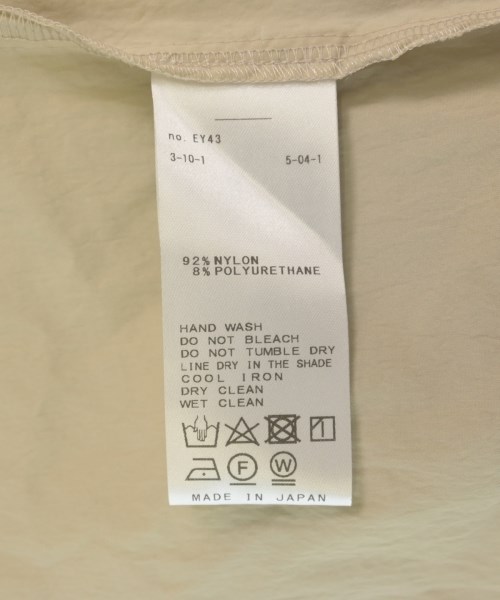 no. EY43
3-10-1 5-04-1
92% NYLON
8% POLYURETHANE
HAND WASH
DO NOT BLEACH
DO NOT TUMBLE DRY
LINE DRY IN THE SHADE
COOL IRON
DRY CLEAN
WET CLEAN
F W
MADE IN JAPAN